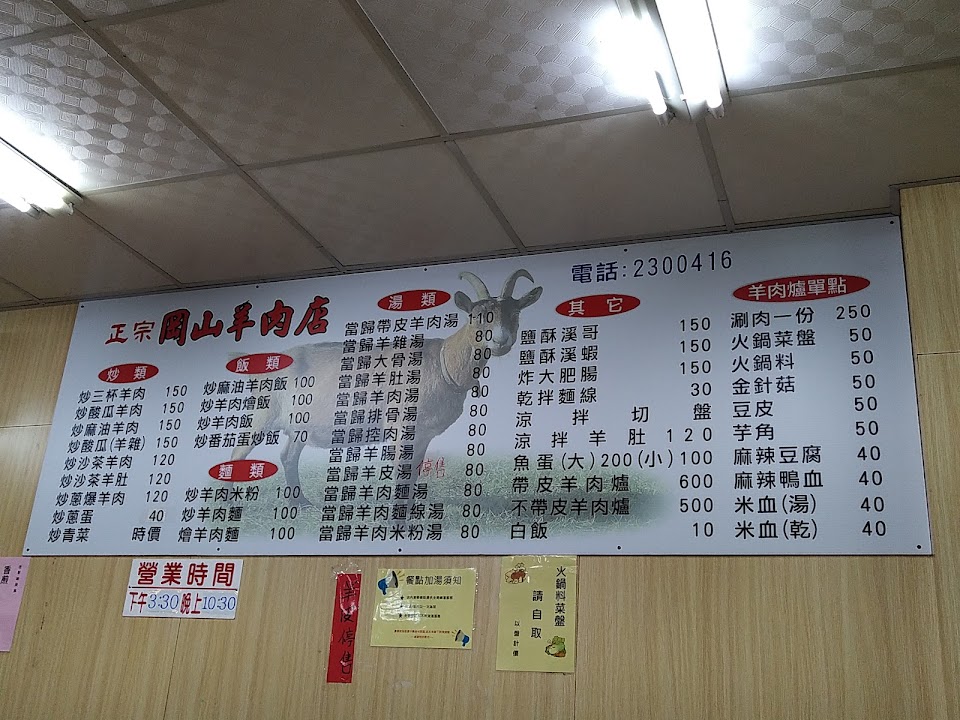 電話:2300416
正宗岡山羊肉店
炒類
炒三杯羊肉 150
炒酸瓜羊肉 150
炒麻油羊肉 150
炒酸瓜(羊雜) 150
炒沙茶羊肉 120
炒沙茶羊肚 120
炒蔥爆羊肉 120
炒蔥蛋 40
炒青菜 時價
飯類
炒麻油羊肉飯 100
炒羊肉燴飯 100
炒羊肉飯 100
炒番茄蛋炒飯 70
麵類
炒羊肉米粉 100
炒羊肉麵 100
燴羊肉麵 100
湯類
當歸帶皮羊肉湯 110
當歸羊雜湯 80
當歸大骨湯 80
當歸羊肚湯 80
當歸羊肉湯 80
當歸排骨湯 80
當歸控肉湯 80
當歸羊腸湯 80
當歸羊皮湯 停售 80
當歸羊肉麵湯 80
當歸羊肉麵線湯 80
當歸羊肉米粉湯 80
其它
鹽酥溪哥 150
鹽酥溪蝦 150
炸大肥腸 150
乾拌麵線 30
涼拌切盤
涼拌羊肚 120
魚蛋(大)200(小)100
帶皮羊肉爐 600
不帶皮羊肉爐 500
白飯 10
羊肉爐單點
涮肉一份 250
火鍋菜盤 50
火鍋料 50
金針菇 50
豆皮 50
芋角 50
麻辣豆腐 40
麻辣鴨血 40
米血(湯) 40
米血(乾) 40
營業時間
下午3:30晚上10:30
停售
餐點加湯須知
火鍋料菜盤
請自取
以盤計價